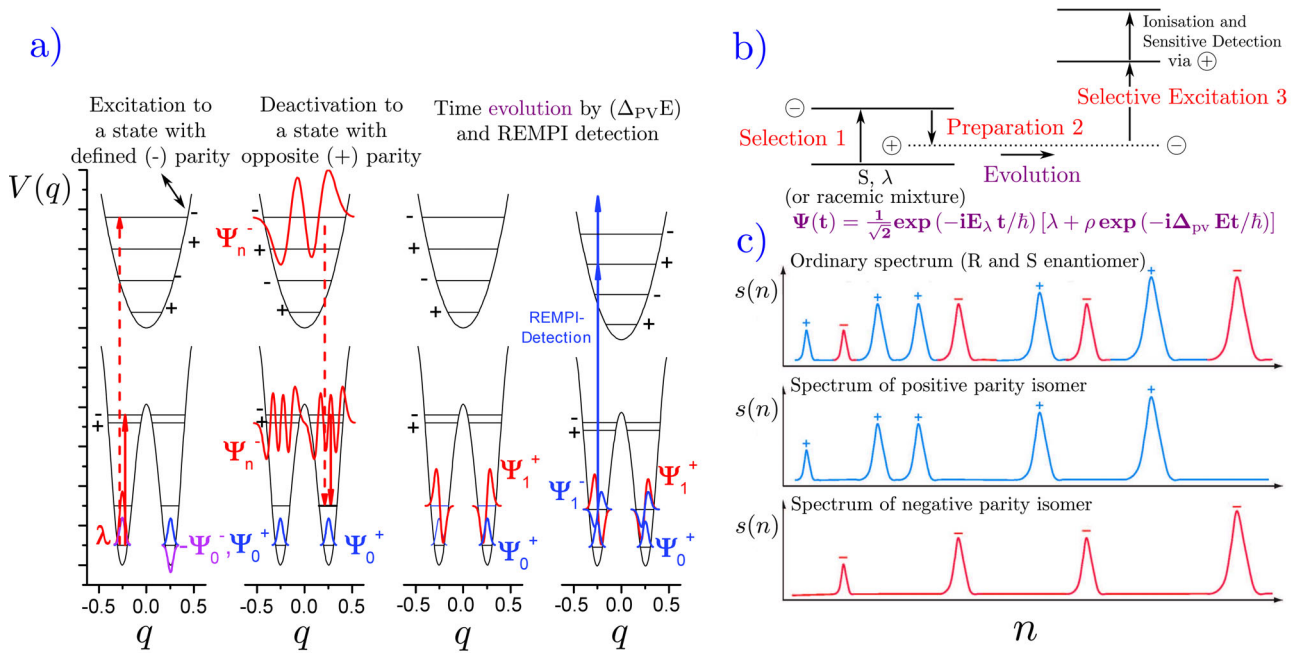 a)
Excitation to
a state with
defined (-) parity
Deactivation to
a state with
opposite (+) parity
Time evolution by (Δ_PV E)
and REMPI detection
V(q)
-
+
-
+
-
+
Ψn-
-
+
-
+
-
+
Ψn-
-
+
-
+
-
+
-
+
-
+
-
+
REMPI-
Detection
λ
-Ψ0-,Ψ0+
Ψ0+
Ψ1+
Ψ0+
Ψ1-
Ψ1+
Ψ0+
-0.5 0.0 0.5
-0.5 0.0 0.5
-0.5 0.0 0.5
-0.5 0.0 0.5
q
q
q
q
b)
Ionisation and
Sensitive Detection
via ⊕
Selective Excitation 3
⊖
Selection 1
Preparation 2
⊕
⊖
S, λ
Evolution
(or racemic mixture)
Ψ(t) = 1/√2 exp (−iE_λ t/ħ) [λ + ρ exp (−iΔ_pv Et/ħ)]
c)
Ordinary spectrum (R and S enantiomer)
s(n)
+ − + + − + − + −
Spectrum of positive parity isomer
s(n)
+ + + + +
Spectrum of negative parity isomer
s(n)
− − − −
n